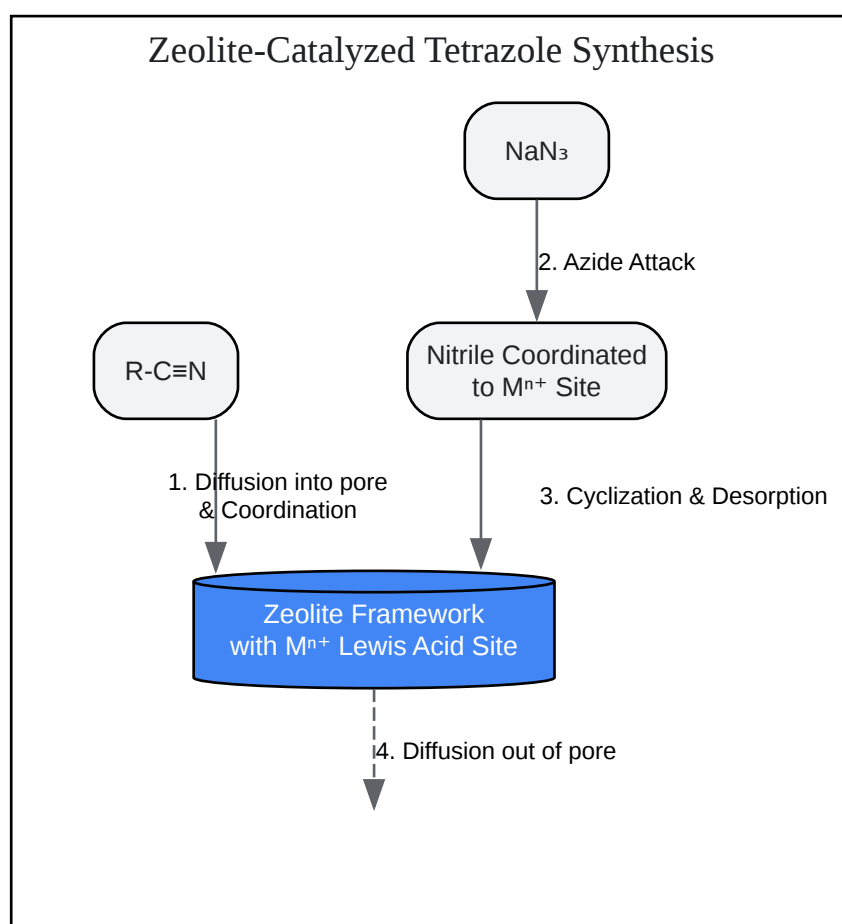 Zeolite-Catalyzed Tetrazole Synthesis
NaN₃
2. Azide Attack
R-C≡N
Nitrile Coordinated
to Mⁿ⁺ Site
1. Diffusion into pore
& Coordination
3. Cyclization & Desorption
Zeolite Framework
with Mⁿ⁺ Lewis Acid Site
4. Diffusion out of pore